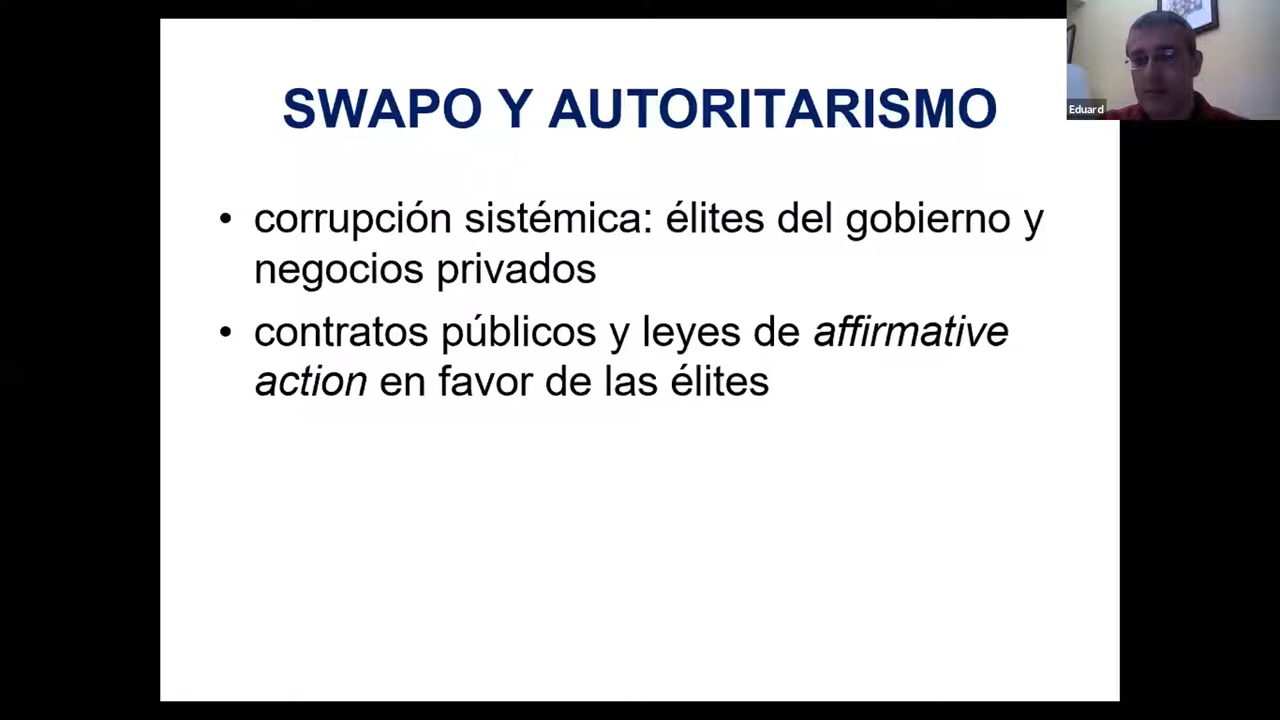 SWAPO Y AUTORITARISMO
Eduard
• corrupción sistémica: élites del gobierno y
negocios privados
• contratos públicos y leyes de affirmative
action en favor de las élites